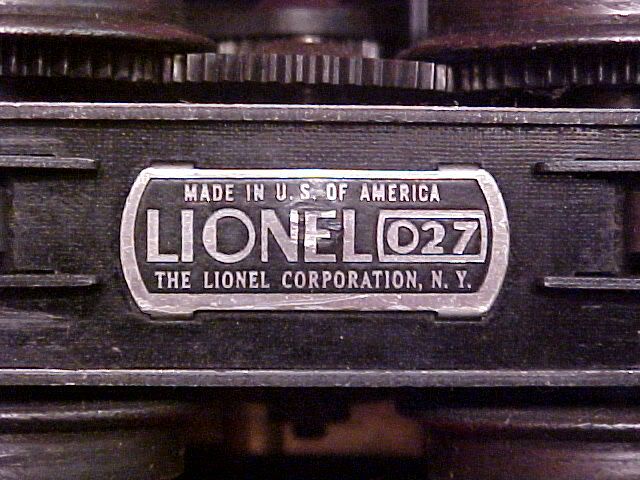 MADE IN U.S. OF AMERICA
LIONEL 027
THE LIONEL CORPORATION, N. Y.